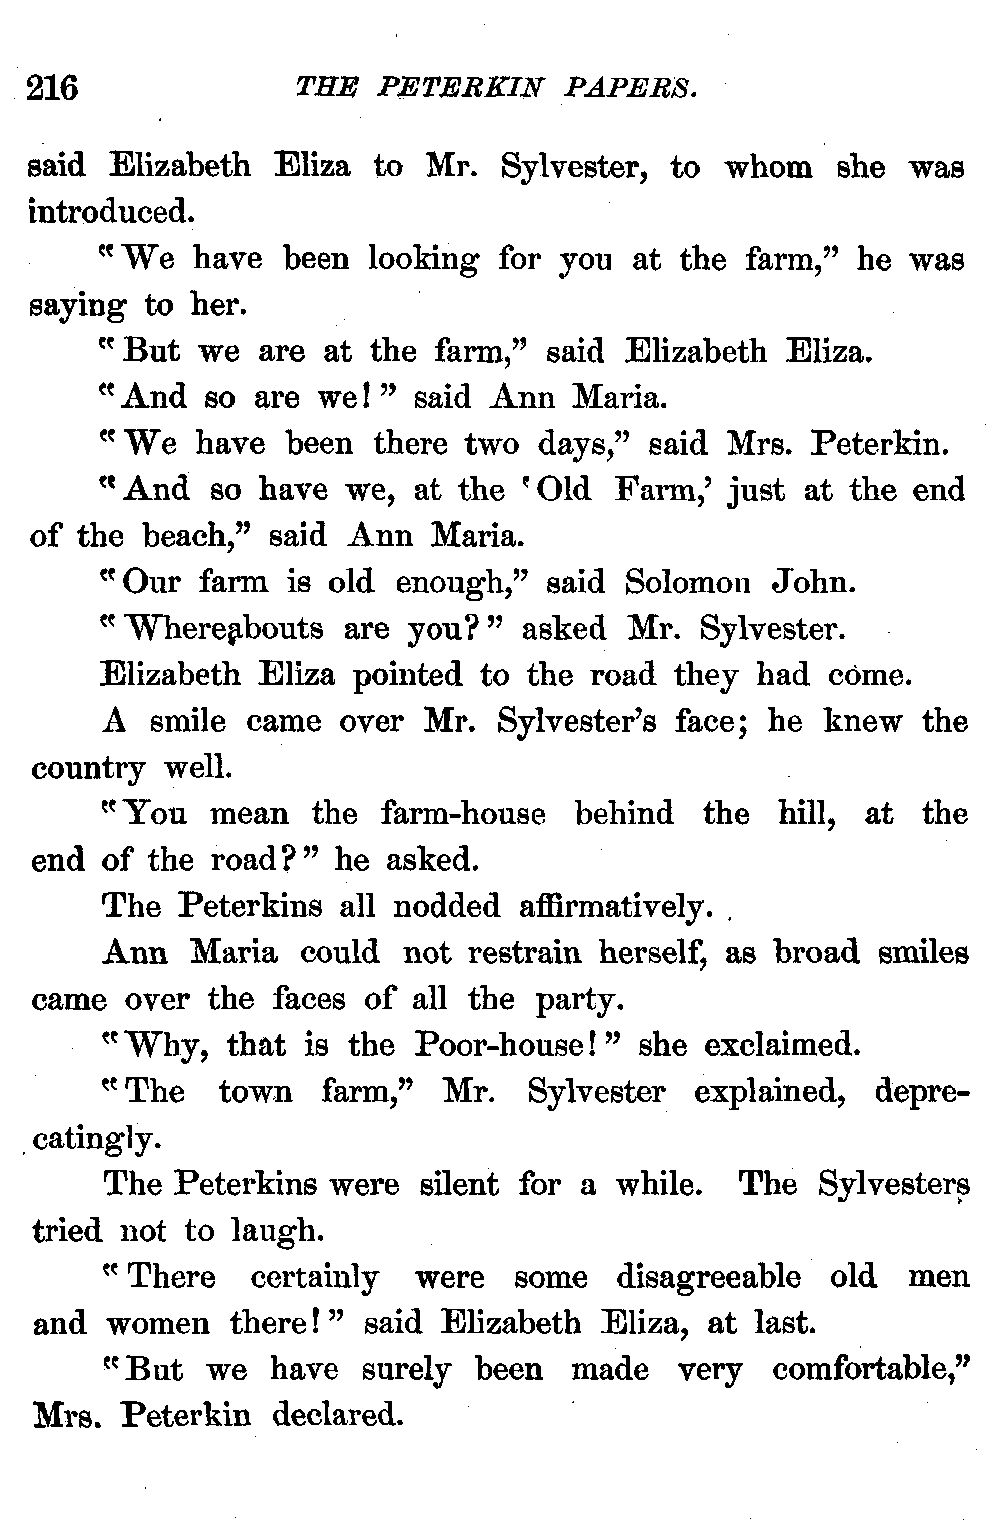 216 THE PETERKIN PAPERS.
said Elizabeth Eliza to Mr. Sylvester, to whom she was
introduced.
“We have been looking for you at the farm,” he was
saying to her.
“But we are at the farm,” said Elizabeth Eliza.
“And so are we!” said Ann Maria.
“We have been there two days,” said Mrs. Peterkin.
“And so have we, at the ‘Old Farm,’ just at the end
of the beach,” said Ann Maria.
“Our farm is old enough,” said Solomon John.
“Whereabouts are you?” asked Mr. Sylvester.
Elizabeth Eliza pointed to the road they had come.
A smile came over Mr. Sylvester’s face; he knew the
country well.
“You mean the farm-house behind the hill, at the
end of the road?” he asked.
The Peterkins all nodded affirmatively.
Ann Maria could not restrain herself, as broad smiles
came over the faces of all the party.
“Why, that is the Poor-house!” she exclaimed.
“The town farm,” Mr. Sylvester explained, depre-
catingly.
The Peterkins were silent for a while. The Sylvesters
tried not to laugh.
“There certainly were some disagreeable old men
and women there!” said Elizabeth Eliza, at last.
“But we have surely been made very comfortable,”
Mrs. Peterkin declared.